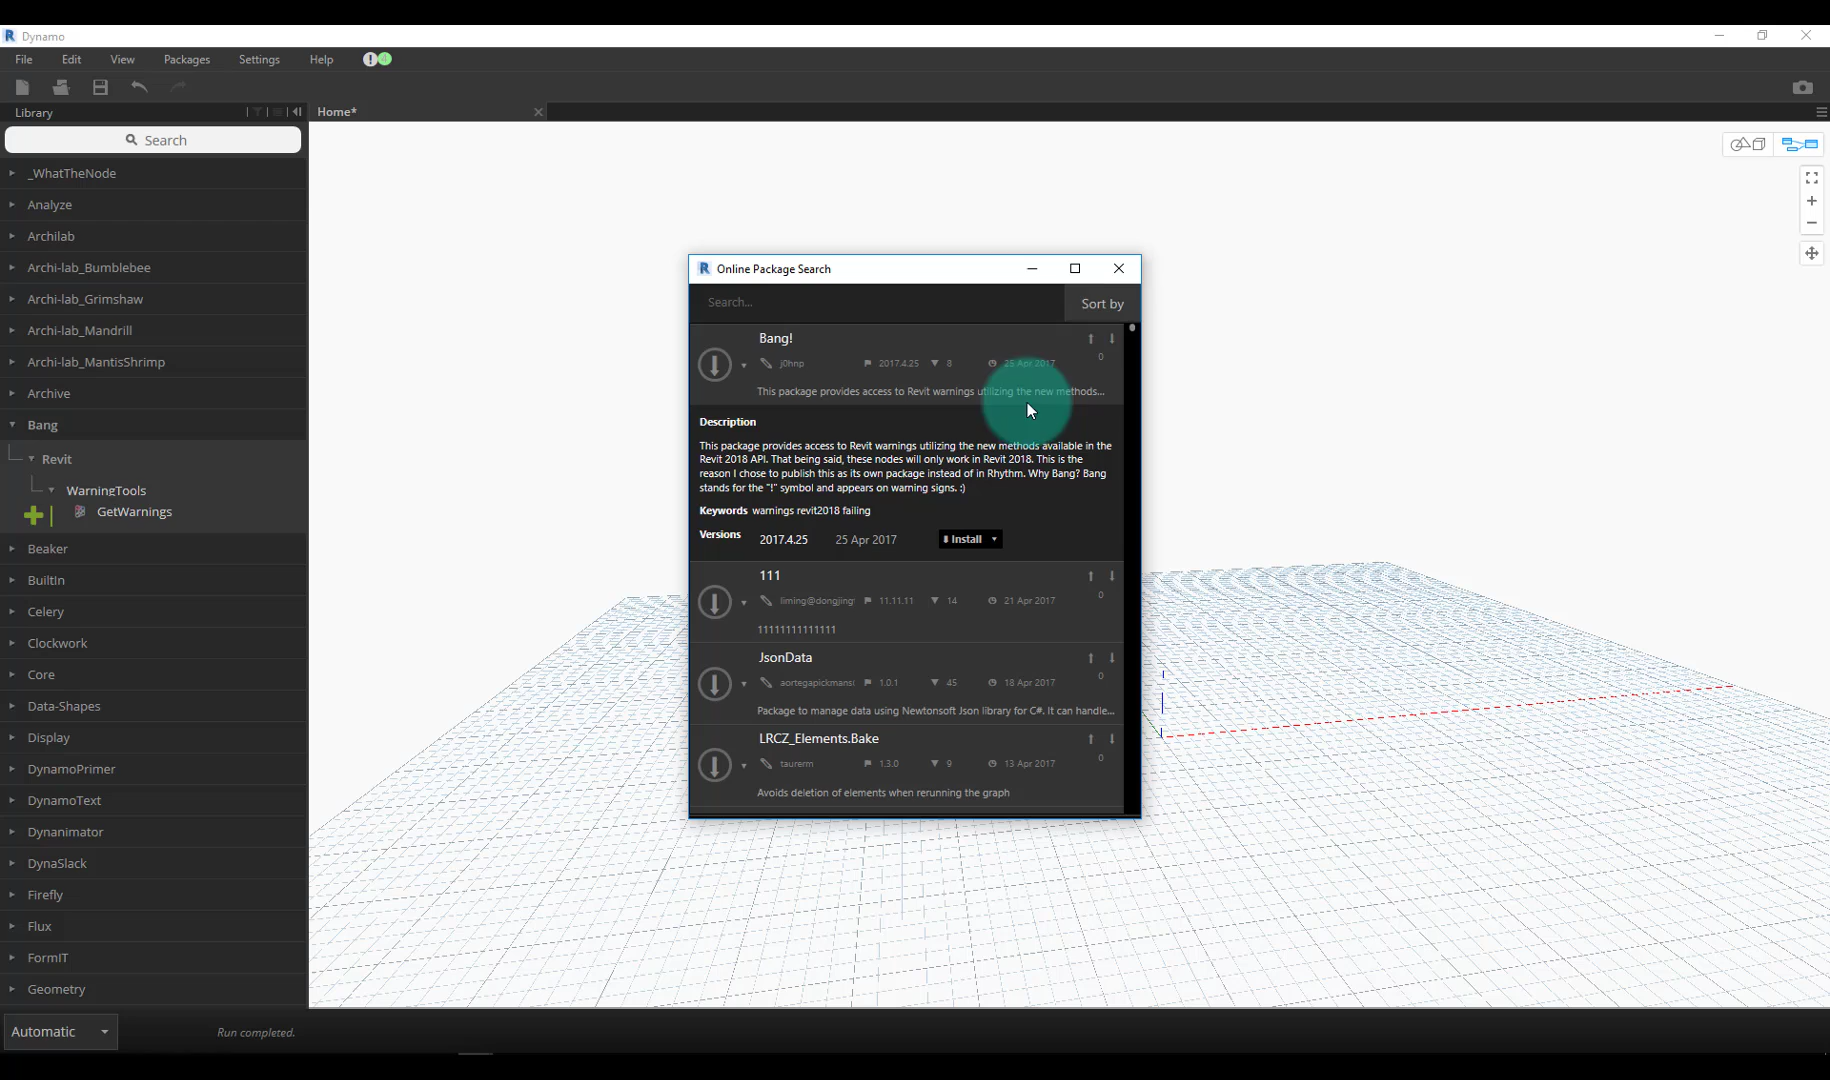 Dynamo
File Edit View Packages Settings Help
Library
Home*
Search
_WhatTheNode
Analyze
Archilab
Archi-lab_Bumblebee
Archi-lab_Grimshaw
Archi-lab_Mandrill
Archi-lab_MantisShrimp
Archive
Bang
Revit
WarningTools
GetWarnings
Beaker
BuiltIn
Celery
Clockwork
Core
Data-Shapes
Display
DynamoPrimer
DynamoText
Dynanimator
DynaSlack
Firefly
Flux
FormIT
Geometry
Automatic
Run completed.
Online Package Search
Search...
Sort by
Bang!
j0hnp 2017.4.25 8 25 Apr 2017 0
This package provides access to Revit warnings utilizing the new methods...
Description
This package provides access to Revit warnings utilizing the new methods available in the
Revit 2018 API. That being said, these nodes will only work in Revit 2018. This is the
reason I chose to publish this as its own package instead of in Rhythm. Why Bang? Bang
stands for the "!" symbol and appears on warning signs. :)
Keywords warnings revit2018 failing
Versions 2017.4.25 25 Apr 2017 Install
111
liming@dongjing 11.11.11 14 21 Apr 2017 0
11111111111111
JsonData
aortegapickmans 1.0.1 45 18 Apr 2017 0
Package to manage data using Newtonsoft Json library for C#. It can handle...
LRCZ_Elements.Bake
taurerm 1.3.0 9 13 Apr 2017 0
Avoids deletion of elements when rerunning the graph